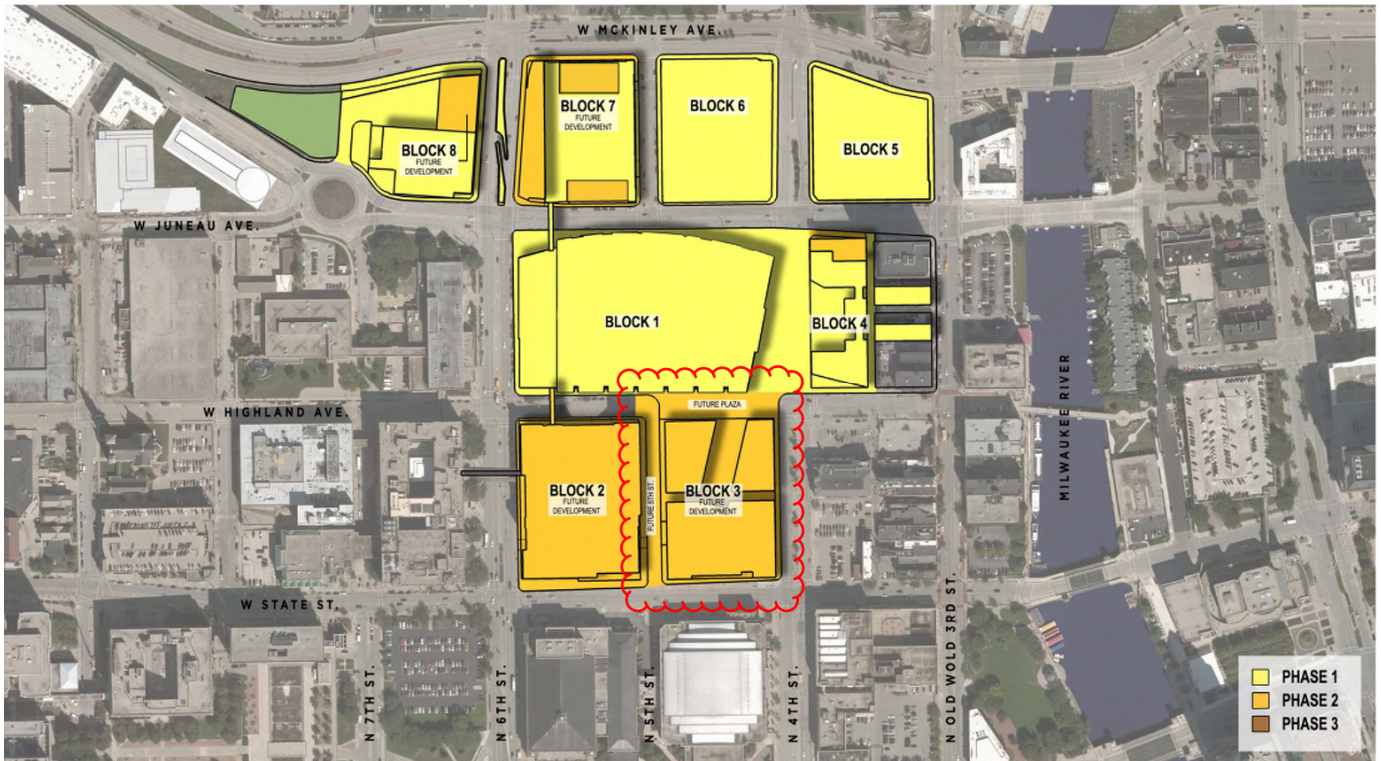 W MCKINLEY AVE.
BLOCK 7
FUTURE
DEVELOPMENT
BLOCK 6
BLOCK 8
FUTURE
DEVELOPMENT
BLOCK 5
W JUNEAU AVE.
BLOCK 1
BLOCK 4
MILWAUKEE RIVER
W HIGHLAND AVE.
FUTURE PLAZA
BLOCK 2
FUTURE
DEVELOPMENT
FUTURE 5TH ST.
BLOCK 3
FUTURE
DEVELOPMENT
W STATE ST.
N 7TH ST.
N 6TH ST.
N 5TH ST.
N 4TH ST.
N OLD WOLD 3RD ST.
PHASE 1
PHASE 2
PHASE 3